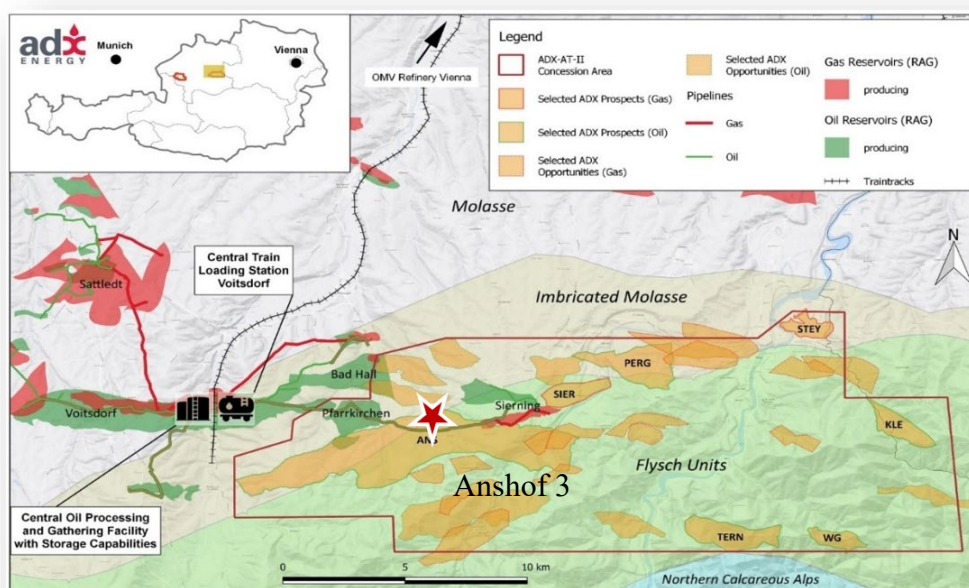 adx
ENERGY
Munich
Vienna
OMV Refinery Vienna
Legend
ADX-AT-II
Concession Area
Selected ADX Prospects (Gas)
Selected ADX Prospects (Oil)
Selected ADX
Opportunities (Gas)
Selected ADX
Opportunities (Oil)
Pipelines
Gas
Oil
Gas Reservoirs (RAG)
producing
Oil Reservoirs (RAG)
producing
Traintracks
Molasse
N
Central Train
Loading Station
Voitsdorf
Sattledt
Imbricated Molasse
STEY
PERG
Bad Hall
SIER
Voitsdorf
Pfarrkirchen
Sierning
ANS
KLE
Flysch Units
Anshof 3
Central Oil Processing
and Gathering Facility
with Storage Capabilities
TERN
WG
0
5
10 km
Northern Calcareous Alps